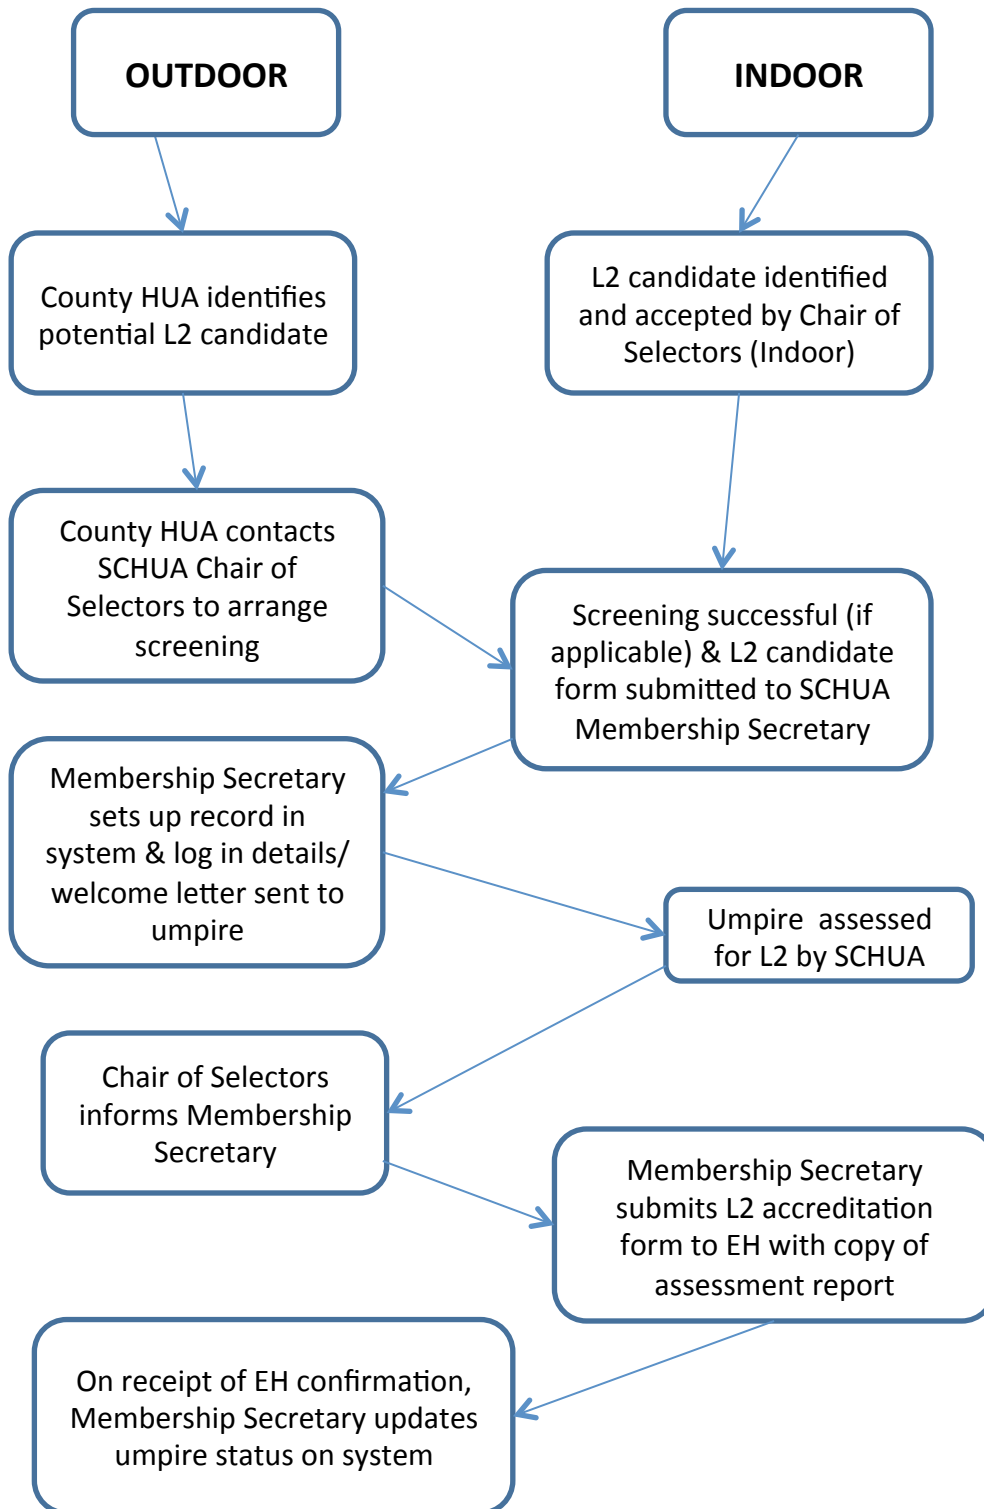 OUTDOOR
INDOOR
County HUA identifies
potential L2 candidate
L2 candidate identified
and accepted by Chair of
Selectors (Indoor)
County HUA contacts
SCHUA Chair of
Selectors to arrange
screening
Screening successful (if
applicable) & L2 candidate
form submitted to SCHUA
Membership Secretary
Membership Secretary
sets up record in
system & log in details/
welcome letter sent to
umpire
Umpire  assessed
for L2 by SCHUA
Chair of Selectors
informs Membership
Secretary
Membership Secretary
submits L2 accreditation
form to EH with copy of
assessment report
On receipt of EH confirmation,
Membership Secretary updates
umpire status on system